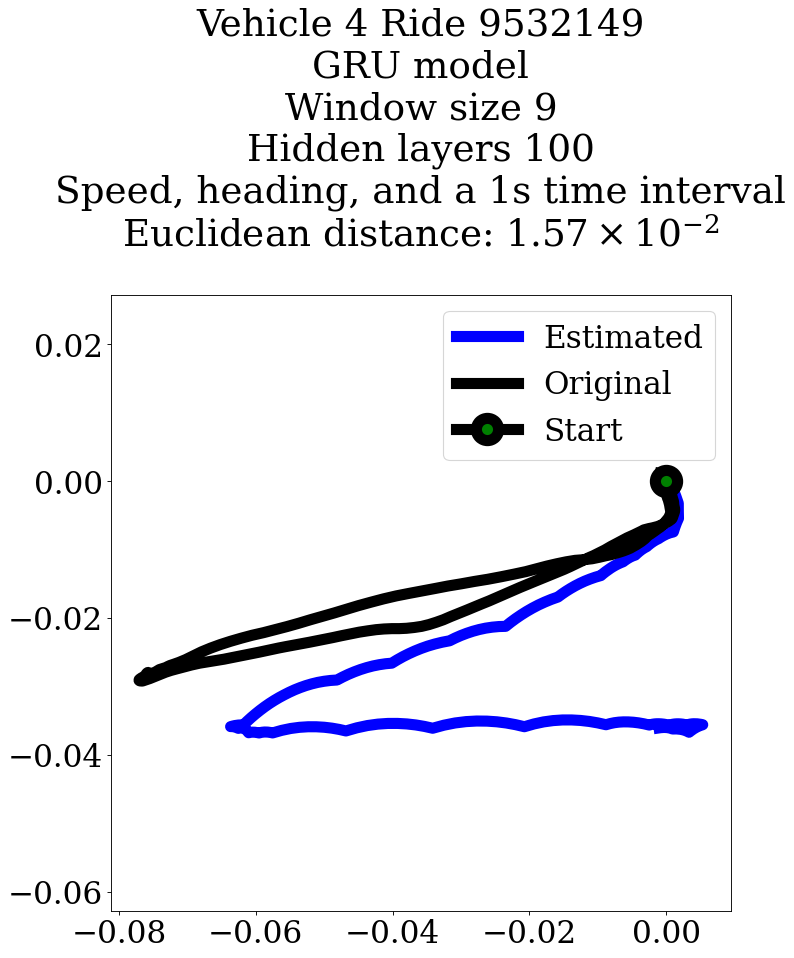 Vehicle 4 Ride 9532149
GRU model
Window size 9
Hidden layers 100
Speed, heading, and a 1s time interval
Euclidean distance: 1.57 × 10⁻²
Estimated
Original
Start
0.02
0.00
−0.02
−0.04
−0.06
−0.08 −0.06 −0.04 −0.02 0.00